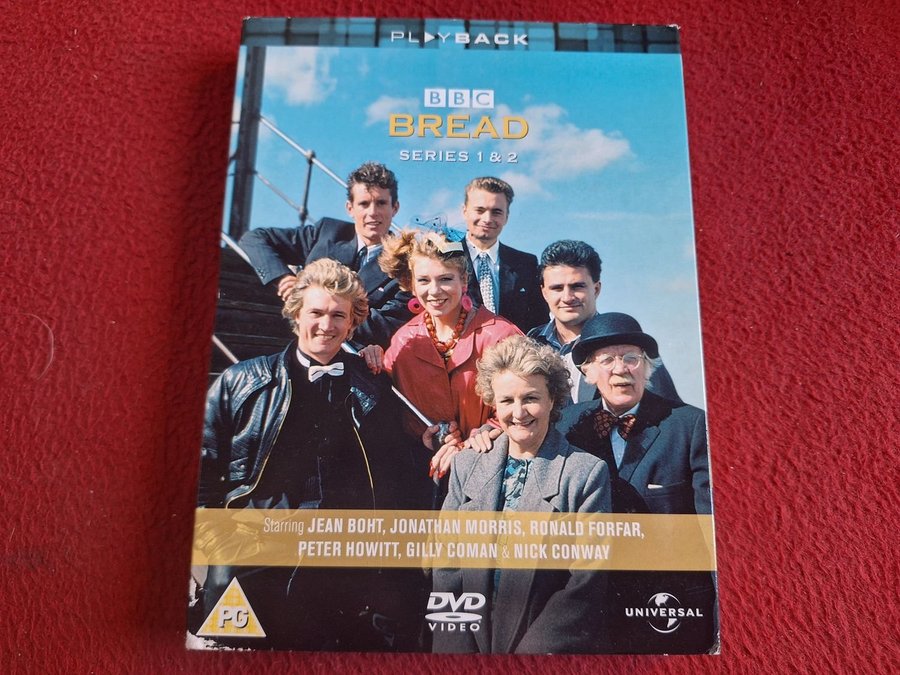 PLAYBACK
BBC
BREAD
SERIES 1 & 2
Starring JEAN BOHT, JONATHAN MORRIS, RONALD FORFAR,
PETER HOWITT, GILLY COMAN & NICK CONWAY
PG
DVD
VIDEO
UNIVERSAL